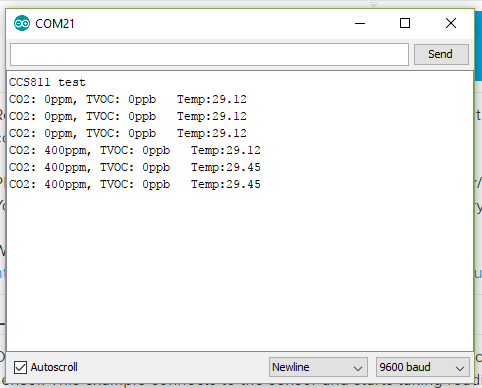 COM21
Send
CCS811 test
CO2: 0ppm, TVOC: 0ppb Temp:29.12
CO2: 0ppm, TVOC: 0ppb Temp:29.12
CO2: 0ppm, TVOC: 0ppb Temp:29.12
CO2: 400ppm, TVOC: 0ppb Temp:29.12
CO2: 400ppm, TVOC: 0ppb Temp:29.45
CO2: 400ppm, TVOC: 0ppb Temp:29.45
Autoscroll
Newline
9600 baud